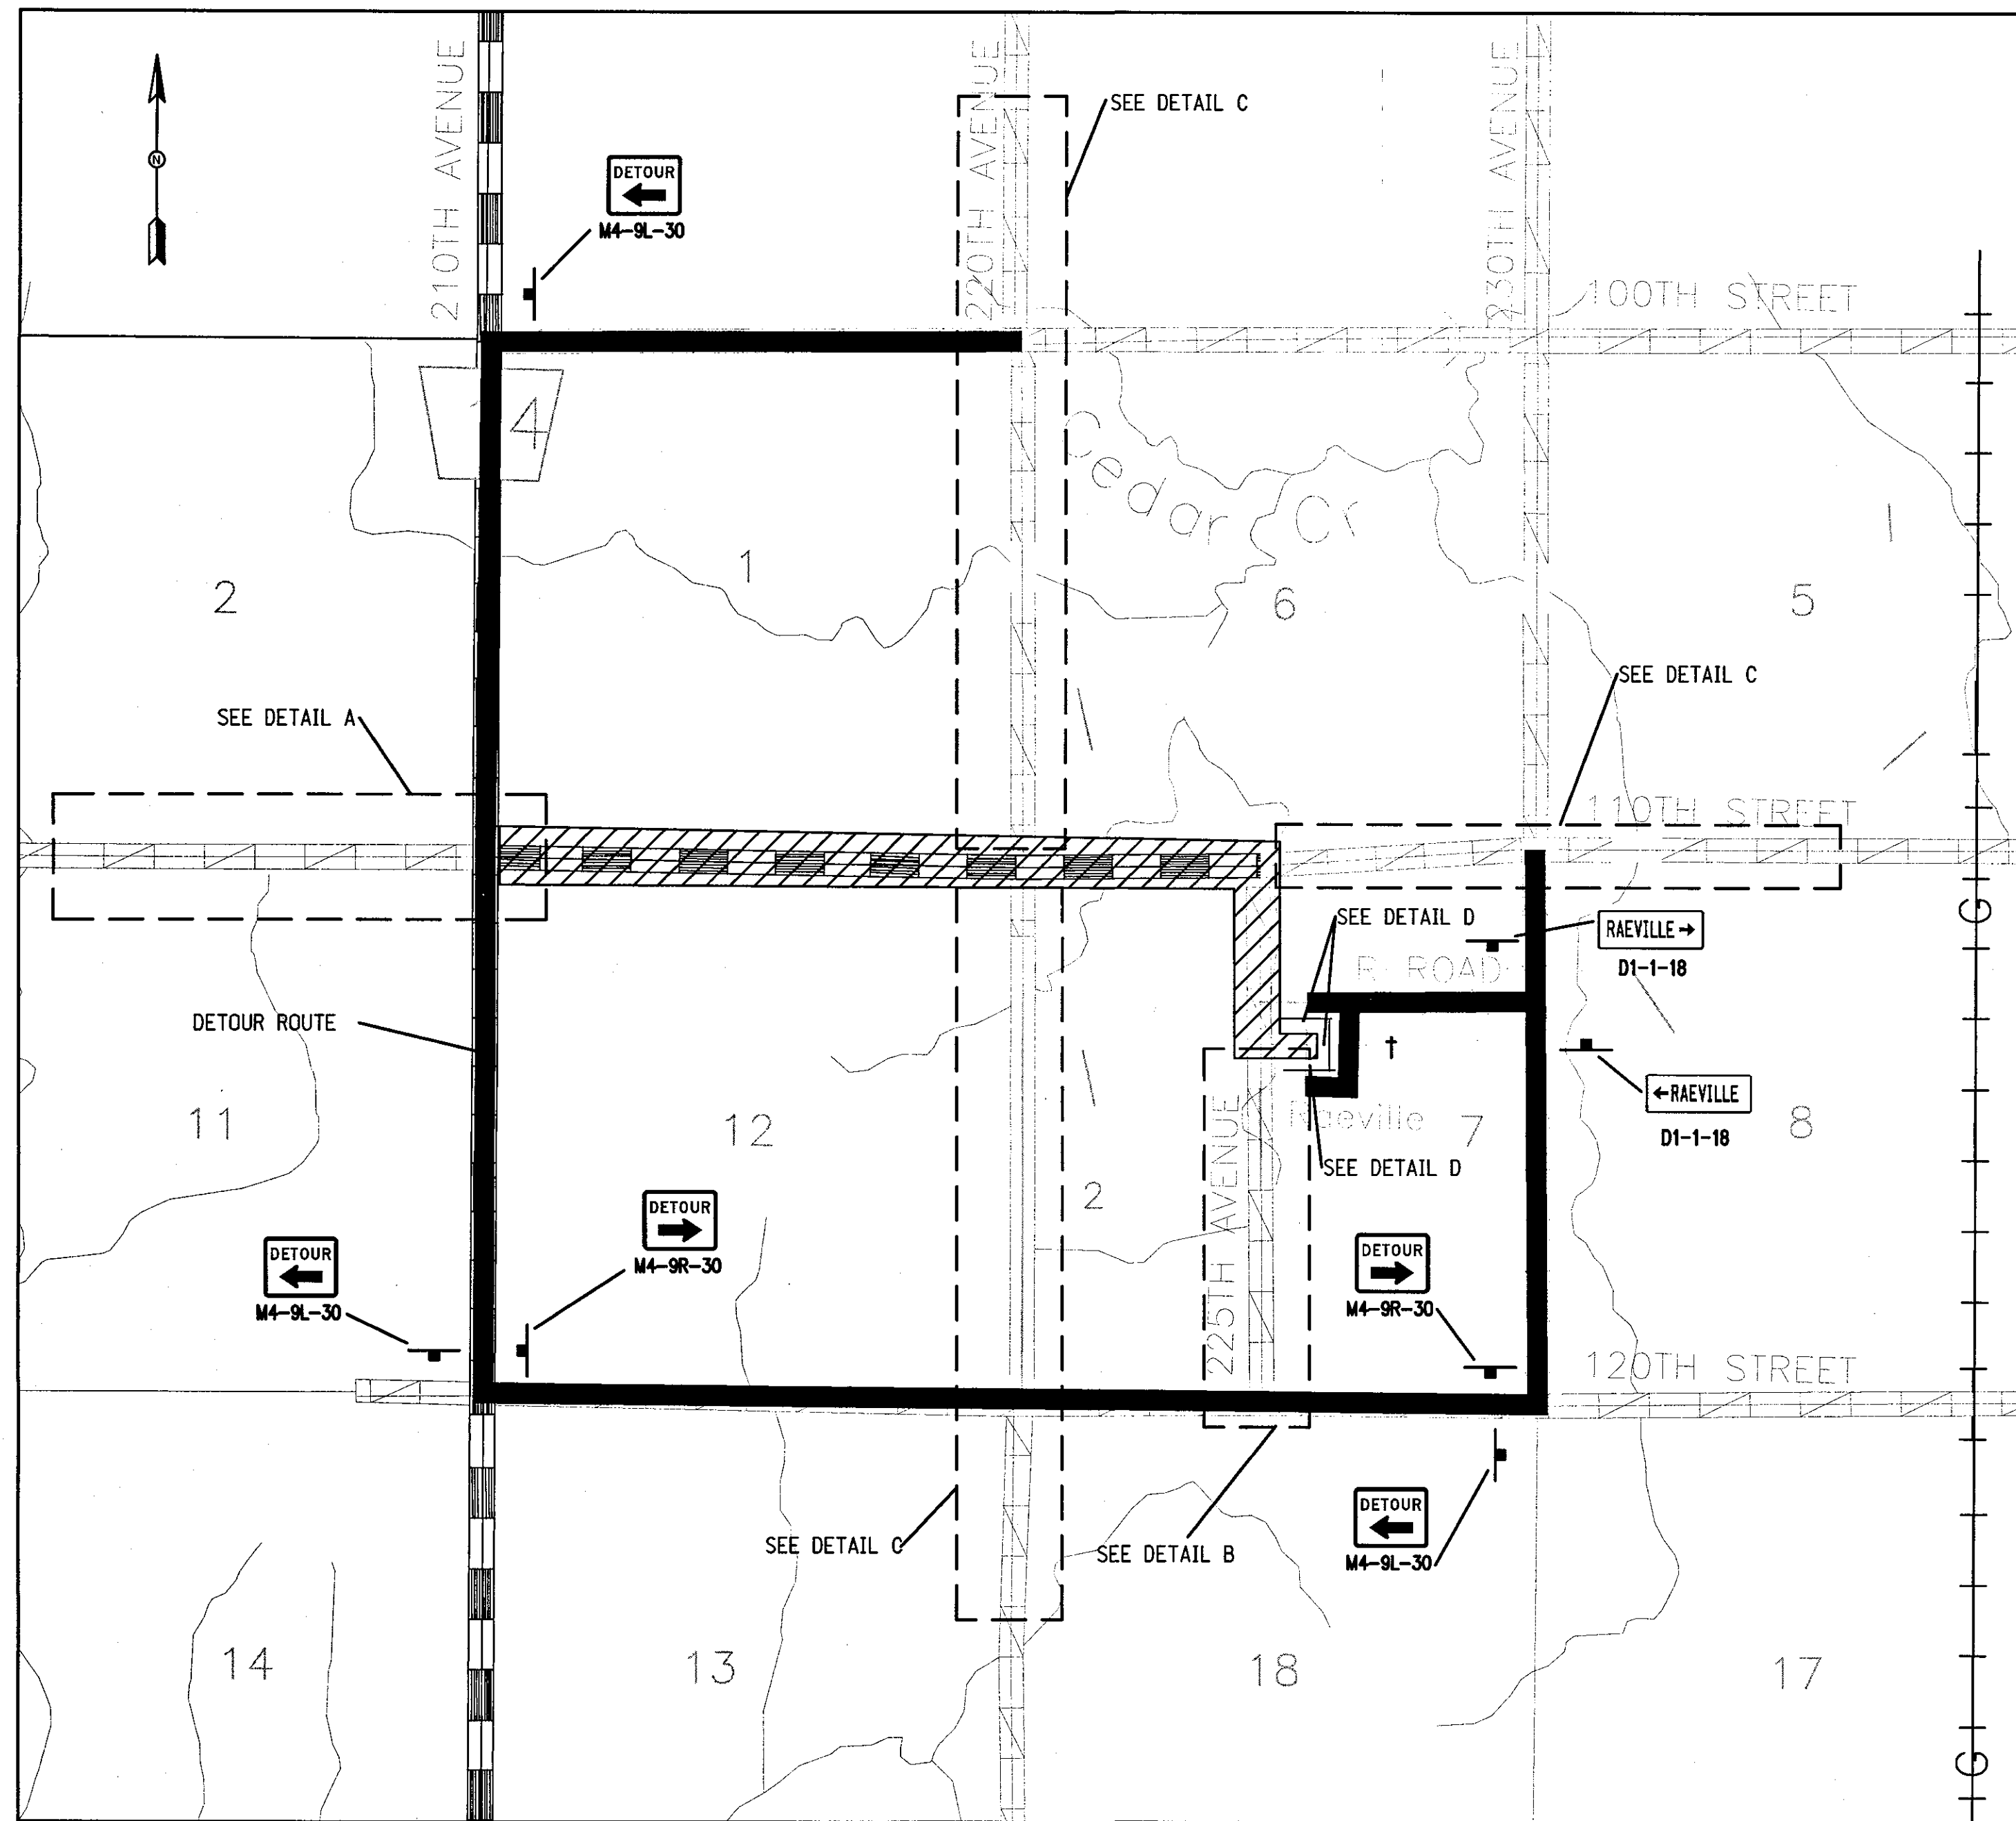 210TH AVENUE
220TH AVENUE
230TH AVENUE
SEE DETAIL C
N
DETOUR
M4-9L-30
100TH STREET
4
Cedar Cr
1
2
6
5
SEE DETAIL C
SEE DETAIL A
110TH STREET
SEE DETAIL D
RAEVILLE →
D1-1-18
G
R ROAD
DETOUR ROUTE
←RAEVILLE
D1-1-18
11
12
Raeville
7
8
SEE DETAIL D
2
225TH AVENUE
DETOUR
M4-9R-30
DETOUR
M4-9L-30
DETOUR
M4-9R-30
120TH STREET
DETOUR
M4-9L-30
SEE DETAIL C
SEE DETAIL B
14
13
18
17
G